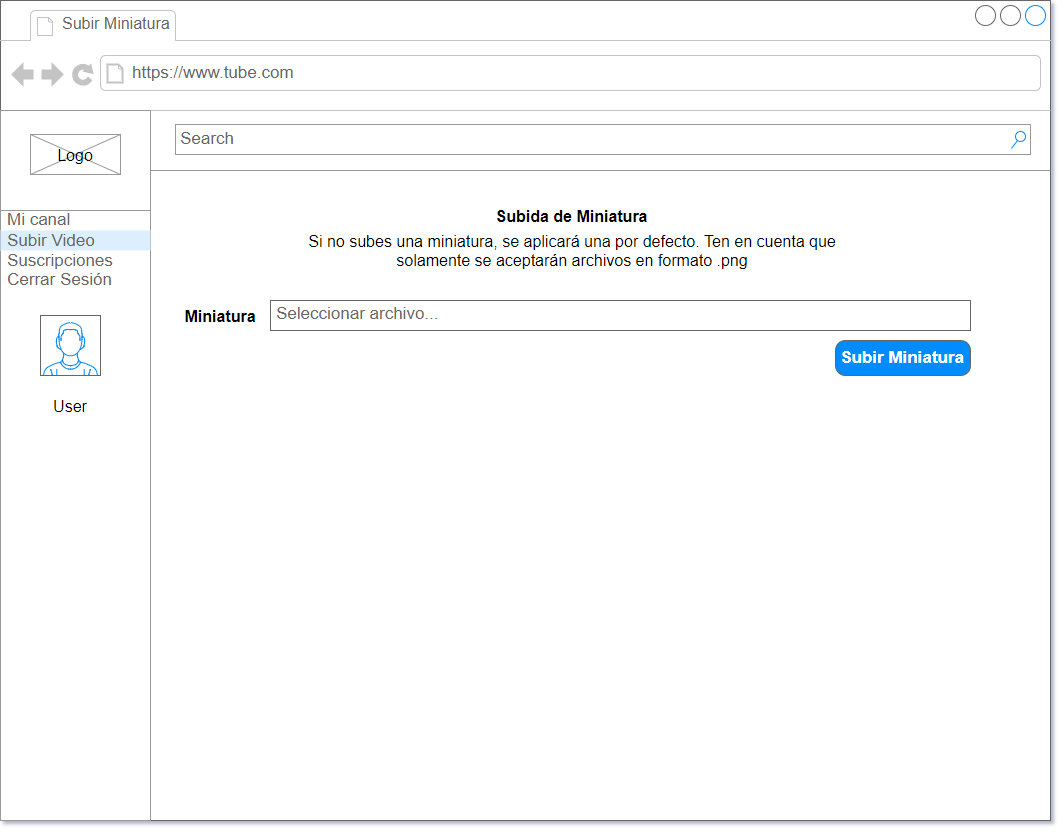 Subir Miniatura
https://www.tube.com
Logo
Search
Mi canal
Subir Video
Suscripciones
Cerrar Sesión
User
Subida de Miniatura
Si no subes una miniatura, se aplicará una por defecto. Ten en cuenta que
solamente se aceptarán archivos en formato .png
Miniatura
Seleccionar archivo...
Subir Miniatura